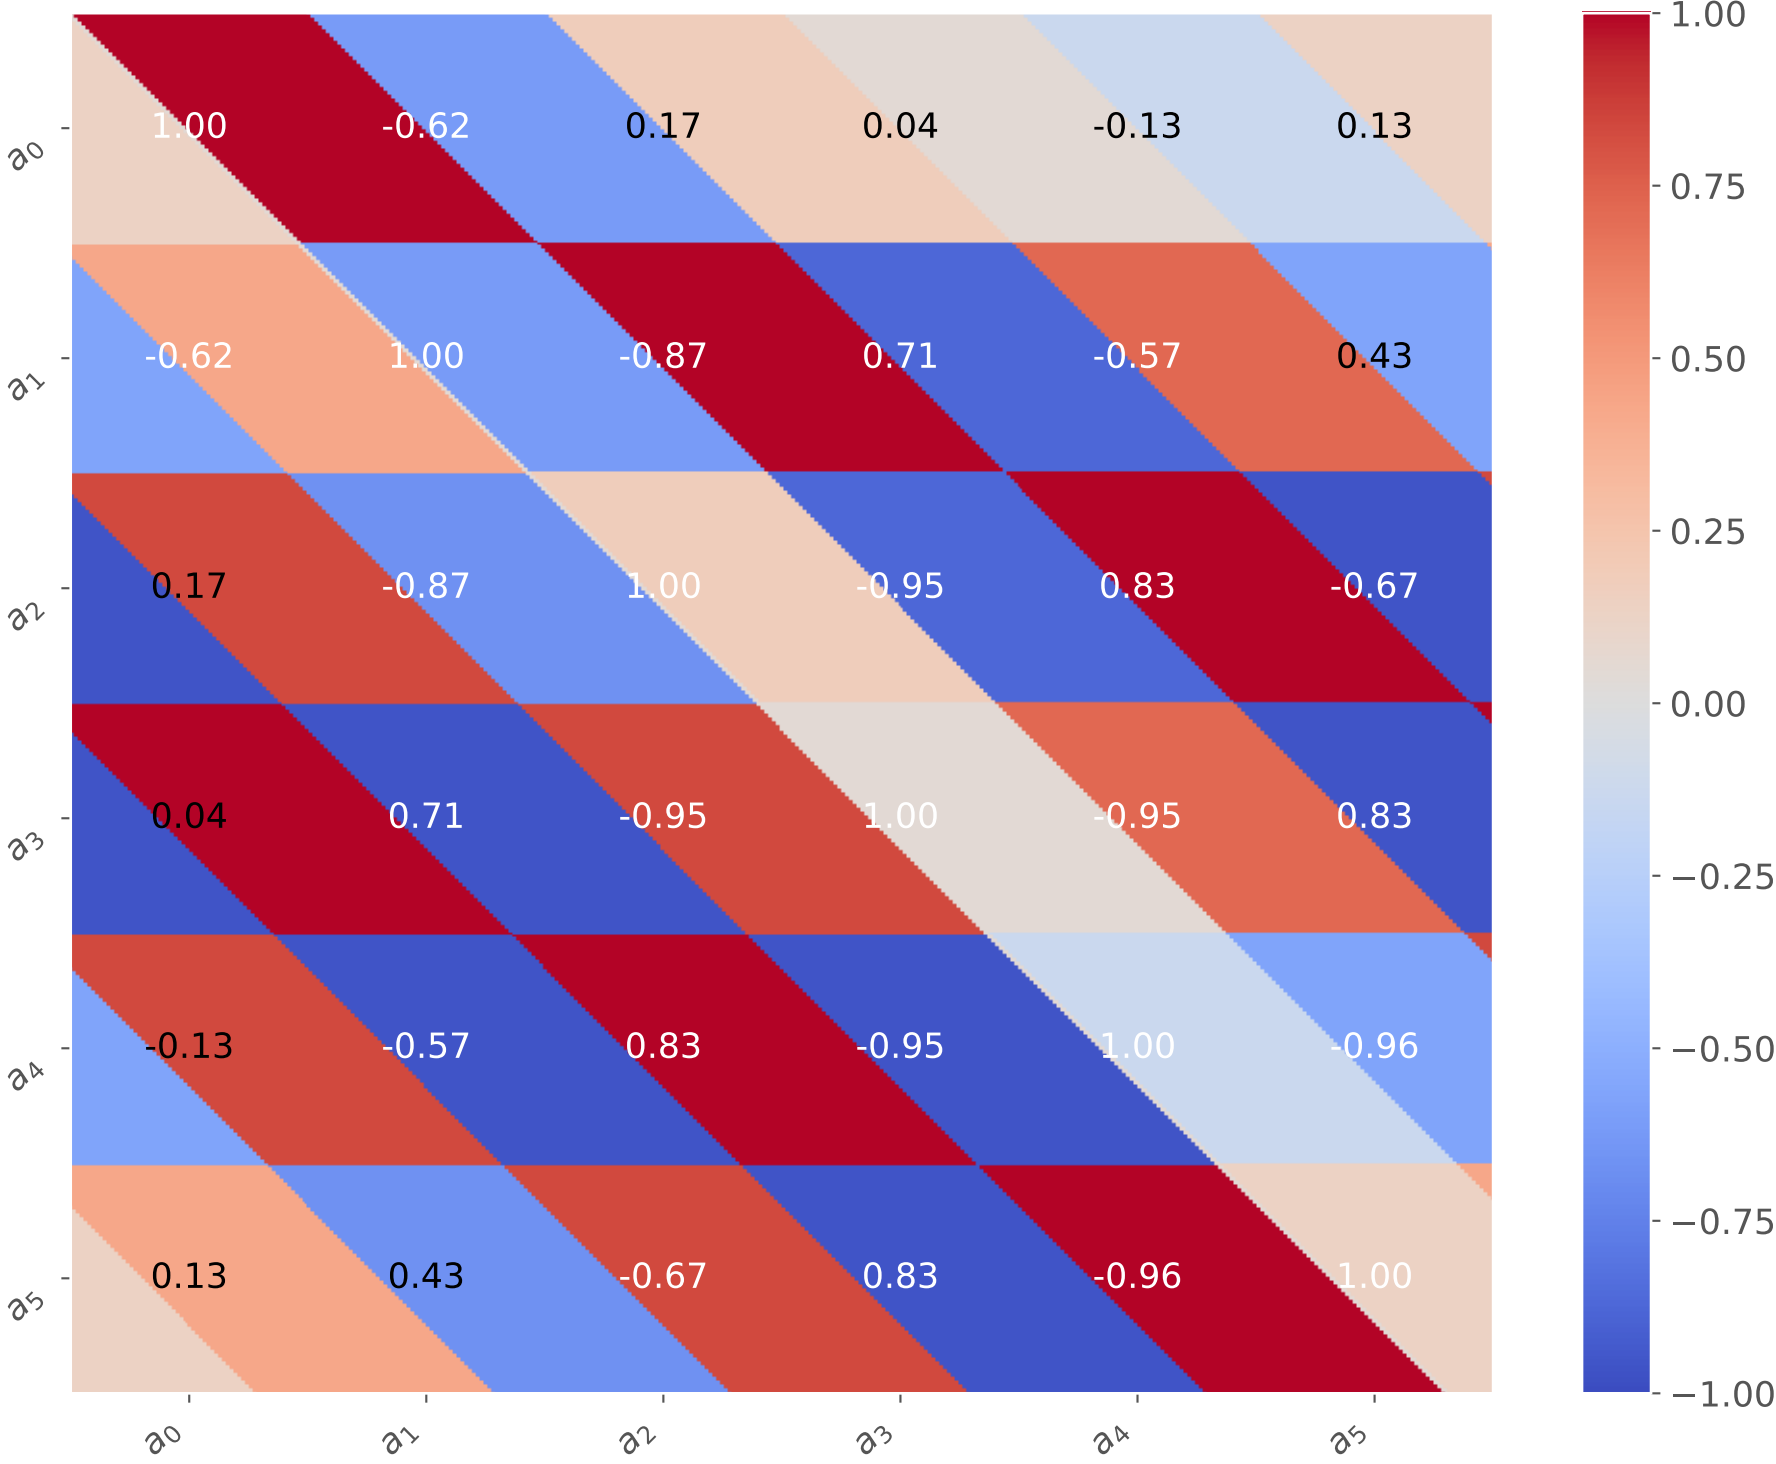 a0 1.00 -0.62 0.17 0.04 -0.13 0.13
a1 -0.62 1.00 -0.87 0.71 -0.57 0.43
a2 0.17 -0.87 1.00 -0.95 0.83 -0.67
a3 0.04 0.71 -0.95 1.00 -0.95 0.83
a4 -0.13 -0.57 0.83 -0.95 1.00 -0.96
a5 0.13 0.43 -0.67 0.83 -0.96 1.00
a0 a1 a2 a3 a4 a5
1.00
0.75
0.50
0.25
0.00
−0.25
−0.50
−0.75
−1.00